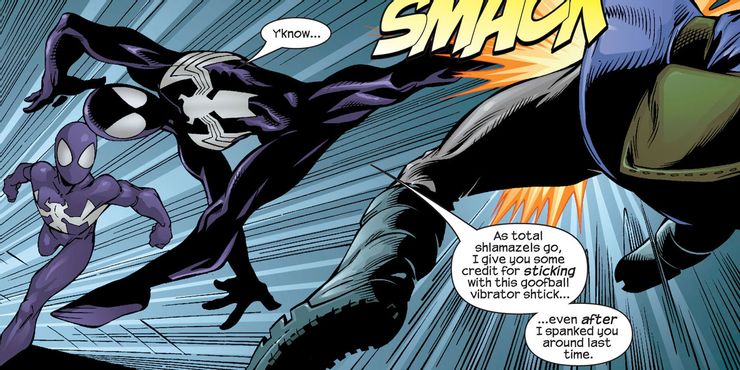 SMACK
Y'know...
As total
shlamazels go,
I give you some
credit for sticking
with this goofball
vibrator shtick...
...even after
I spanked you
around last
time.